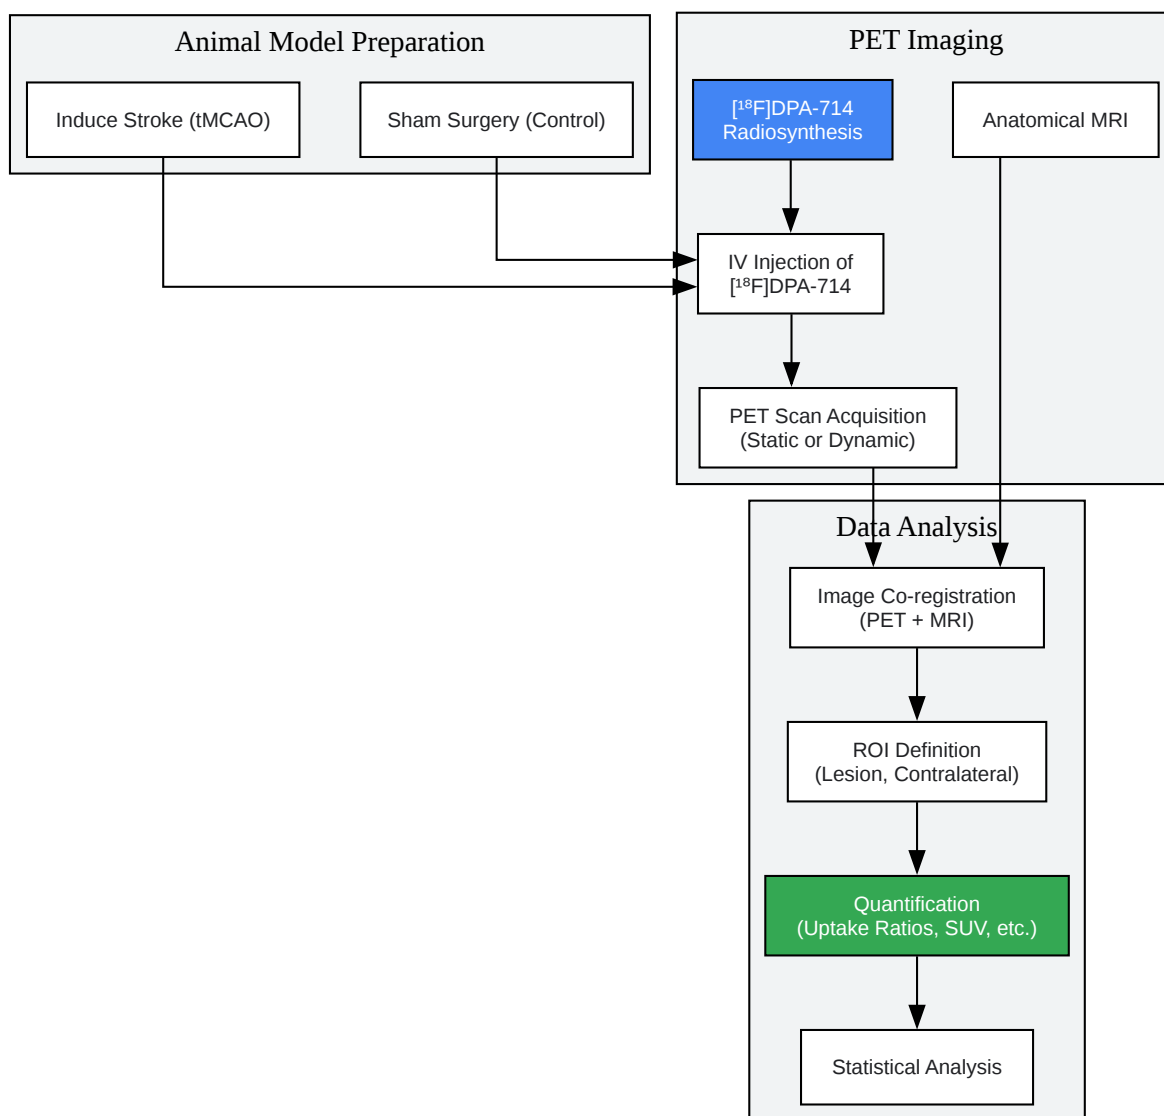 Animal Model Preparation
Induce Stroke (tMCAO)
Sham Surgery (Control)
PET Imaging
[¹⁸F]DPA-714
Radiosynthesis
Anatomical MRI
IV Injection of
[¹⁸F]DPA-714
PET Scan Acquisition
(Static or Dynamic)
Data Analysis
Image Co-registration
(PET + MRI)
ROI Definition
(Lesion, Contralateral)
Quantification
(Uptake Ratios, SUV, etc.)
Statistical Analysis